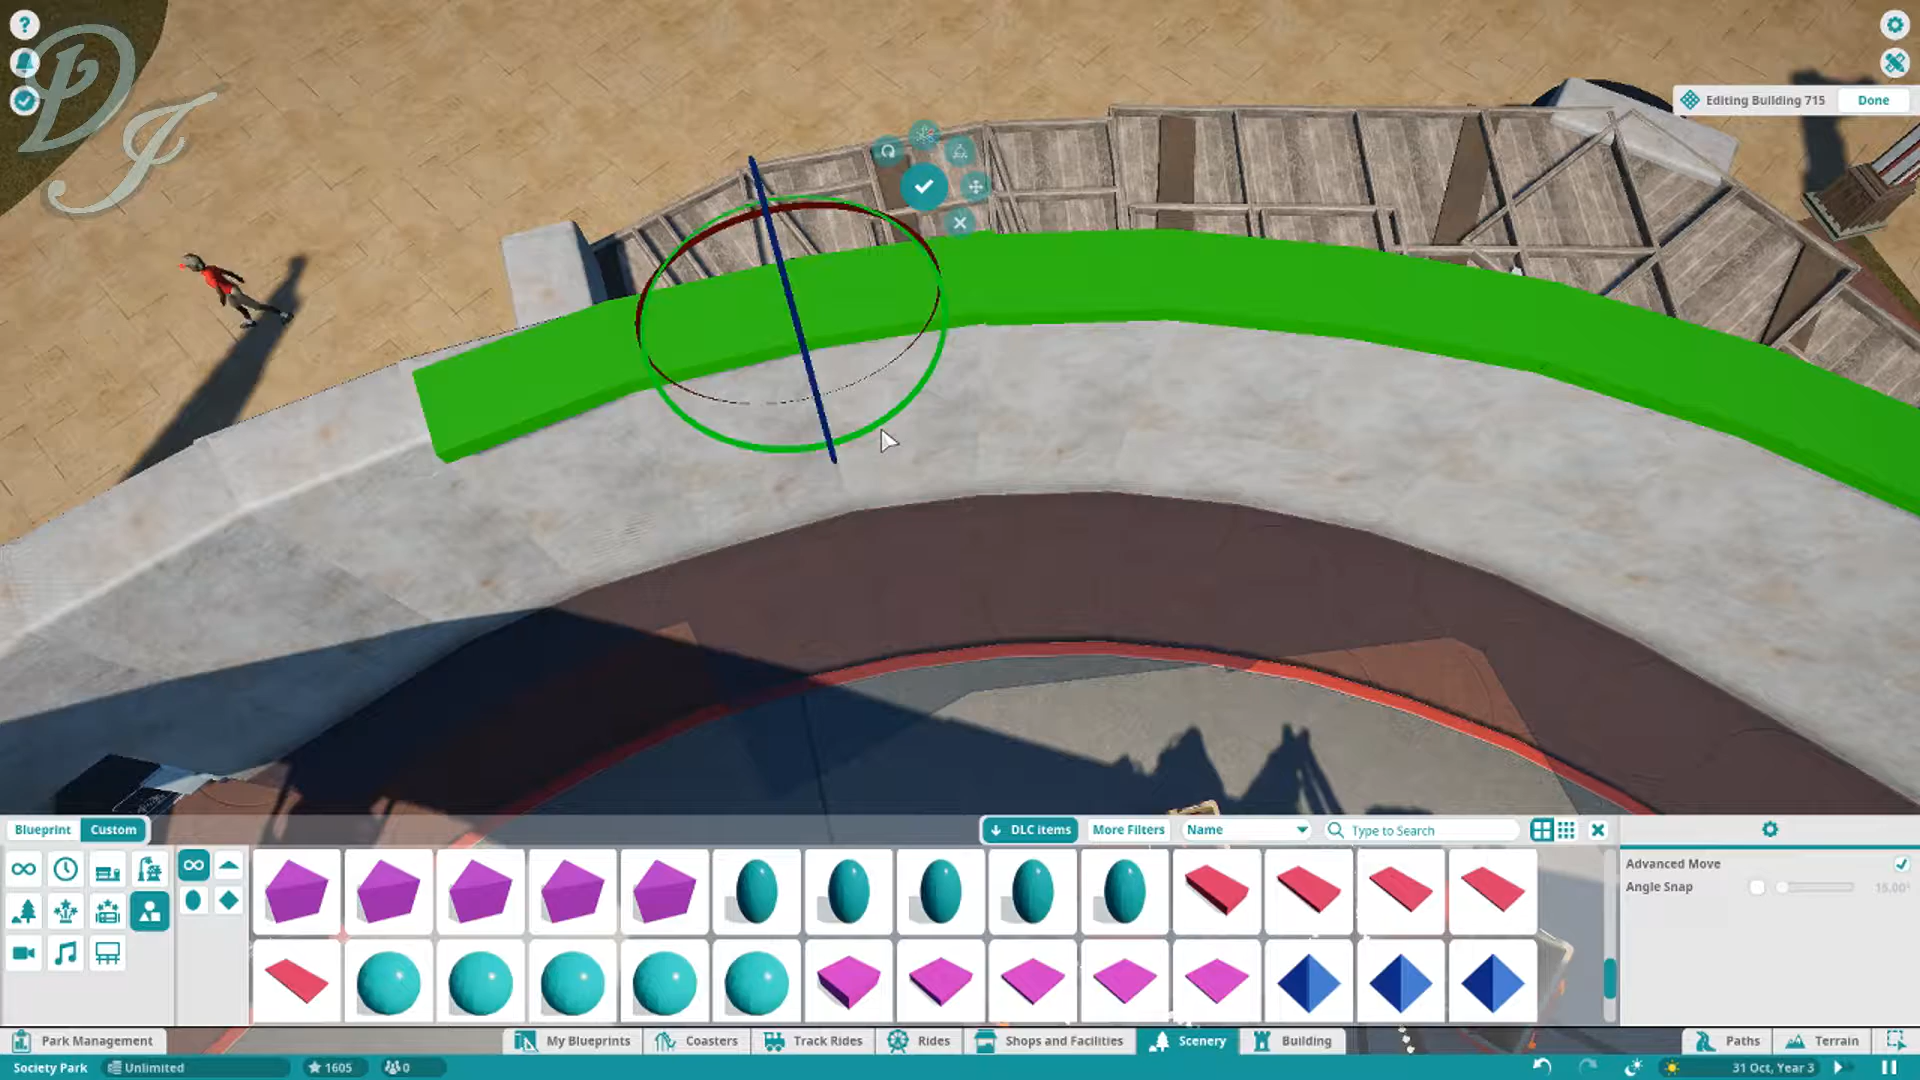 ?
DJ
Editing Building 715
Done
Blueprint
Custom
DLC items
More Filters
Name
Type to Search
Advanced Move
Angle Snap
15.00°
Park Management
My Blueprints
Coasters
Track Rides
Rides
Shops and Facilities
Scenery
Building
Paths
Terrain
Society Park
Unlimited
1605
0
31 Oct, Year 3